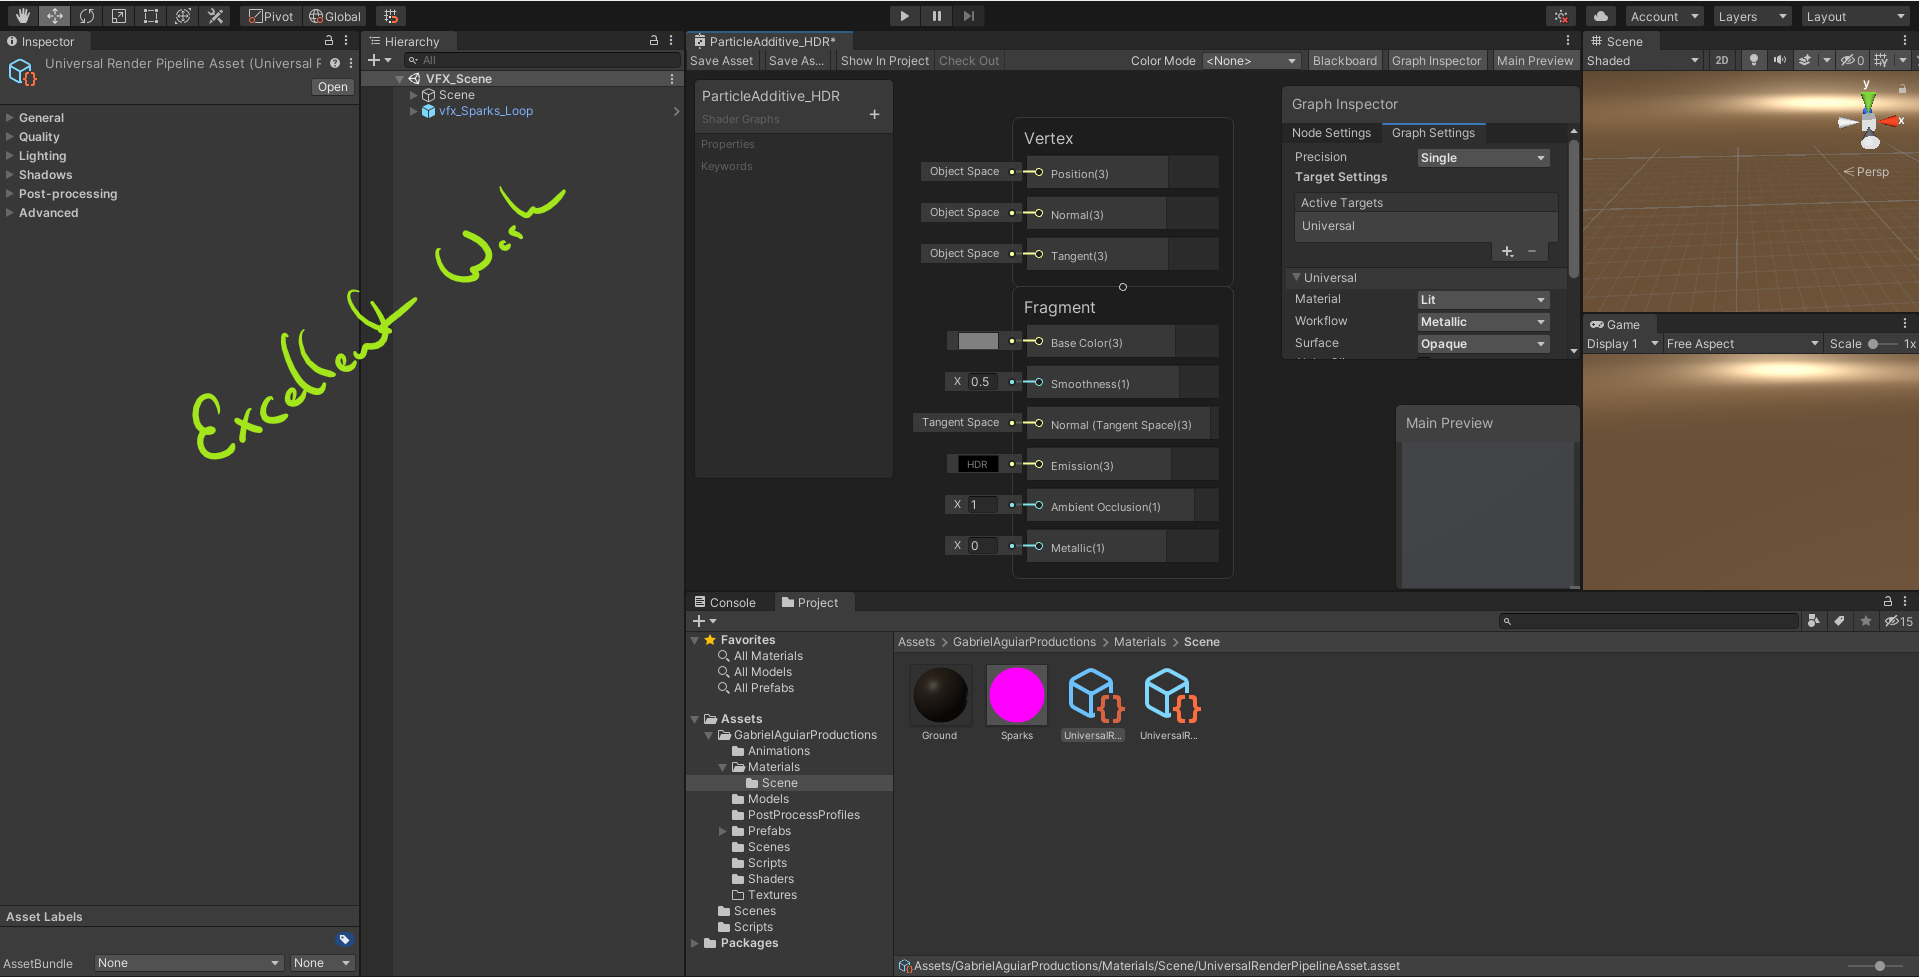 Pivot
Global
Account
Layers
Layout
Inspector
Universal Render Pipeline Asset (Universal R
Open
General
Quality
Lighting
Shadows
Post-processing
Advanced
Asset Labels
AssetBundle
None
None
Hierarchy
All
VFX_Scene
Scene
vfx_Sparks_Loop
Excellent Work
ParticleAdditive_HDR*
Save Asset
Save As...
Show In Project
Check Out
Color Mode
<None>
Blackboard
Graph Inspector
Main Preview
ParticleAdditive_HDR
Shader Graphs
Properties
Keywords
Vertex
Object Space
Position(3)
Object Space
Normal(3)
Object Space
Tangent(3)
Fragment
Base Color(3)
X 0.5
Smoothness(1)
Tangent Space
Normal (Tangent Space)(3)
HDR
Emission(3)
X 1
Ambient Occlusion(1)
X 0
Metallic(1)
Graph Inspector
Node Settings
Graph Settings
Precision
Single
Target Settings
Active Targets
Universal
Universal
Material
Lit
Workflow
Metallic
Surface
Opaque
Main Preview
Scene
Shaded
2D
0
y
x
Persp
Game
Display 1
Free Aspect
Scale
1x
Console
Project
15
Favorites
All Materials
All Models
All Prefabs
Assets
GabrielAguiarProductions
Animations
Materials
Scene
Models
PostProcessProfiles
Prefabs
Scenes
Scripts
Shaders
Textures
Scenes
Scripts
Packages
Assets > GabrielAguiarProductions > Materials > Scene
Ground
Sparks
UniversalR...
UniversalR...
Assets/GabrielAguiarProductions/Materials/Scene/UniversalRenderPipelineAsset.asset